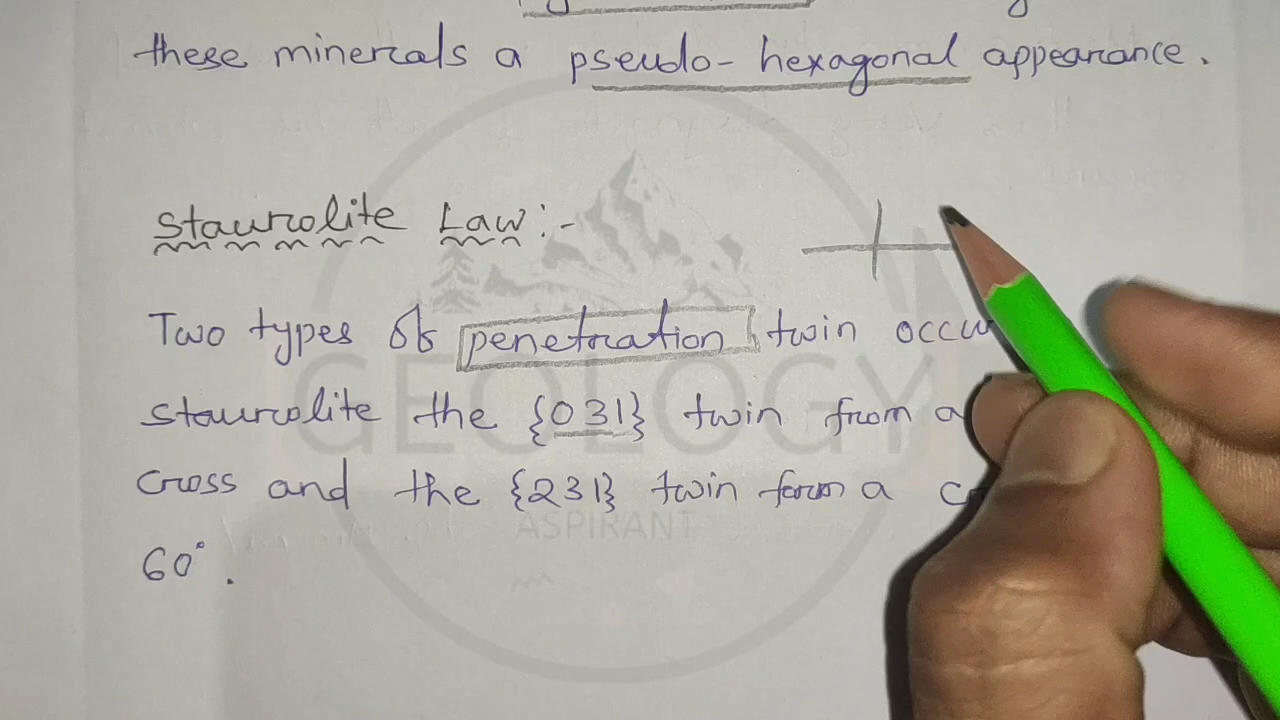 these minerals a pseudo-hexagonal appearance.
Staurolite Law:-
Two types of penetration twin occu
staurolite the {031} twin from a
cross and the {231} twin form a c
60°.
GEOLOGY
ASPIRANT